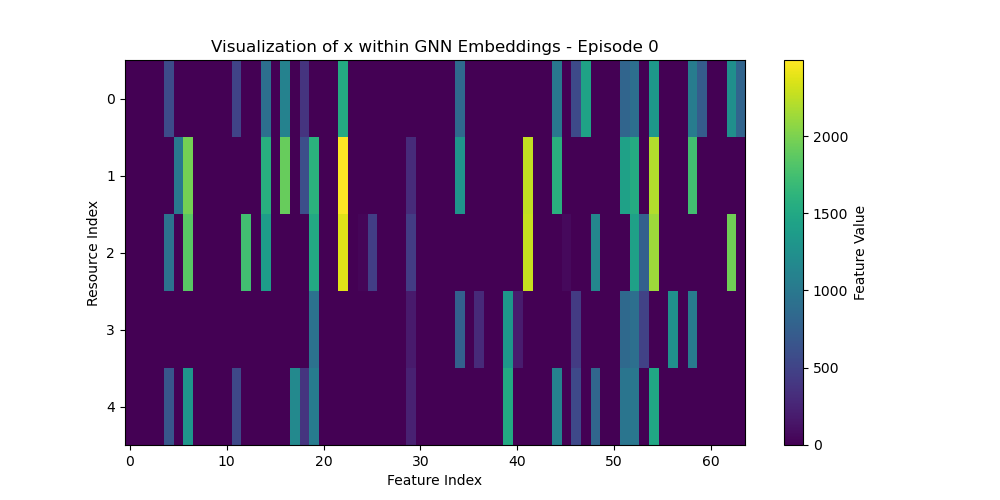 Visualization of x within GNN Embeddings - Episode 0
Resource Index
0
1
2
3
4
0 10 20 30 40 50 60
Feature Index
2000
1500
1000
500
0
Feature Value